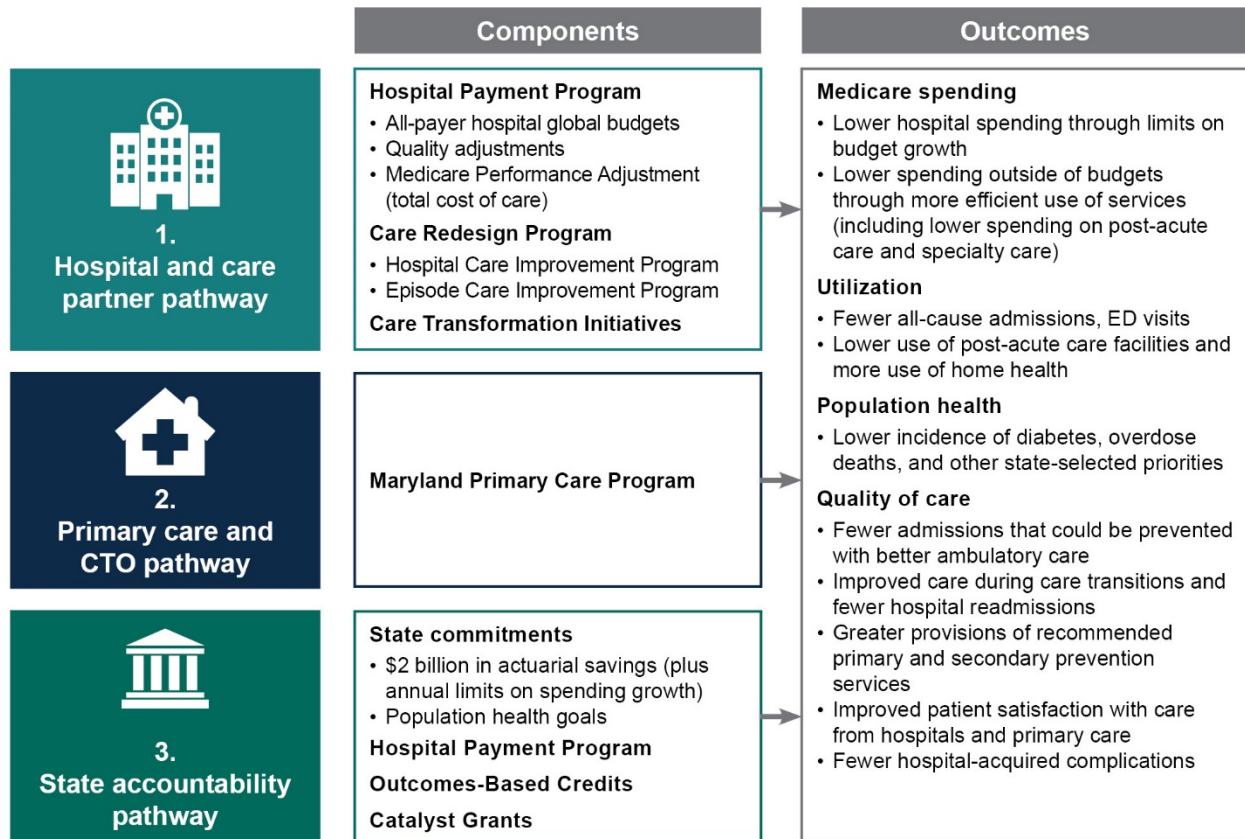 Components
Outcomes
1.
Hospital and care
partner pathway
Hospital Payment Program
• All-payer hospital global budgets
• Quality adjustments
• Medicare Performance Adjustment
(total cost of care)
Care Redesign Program
• Hospital Care Improvement Program
• Episode Care Improvement Program
Care Transformation Initiatives
2.
Primary care and
CTO pathway
Maryland Primary Care Program
3.
State accountability
pathway
State commitments
• $2 billion in actuarial savings (plus
annual limits on spending growth)
• Population health goals
Hospital Payment Program
Outcomes-Based Credits
Catalyst Grants
Medicare spending
• Lower hospital spending through limits on
budget growth
• Lower spending outside of budgets
through more efficient use of services
(including lower spending on post-acute
care and specialty care)
Utilization
• Fewer all-cause admissions, ED visits
• Lower use of post-acute care facilities and
more use of home health
Population health
• Lower incidence of diabetes, overdose
deaths, and other state-selected priorities
Quality of care
• Fewer admissions that could be prevented
with better ambulatory care
• Improved care during care transitions and
fewer hospital readmissions
• Greater provisions of recommended
primary and secondary prevention
services
• Improved patient satisfaction with care
from hospitals and primary care
• Fewer hospital-acquired complications